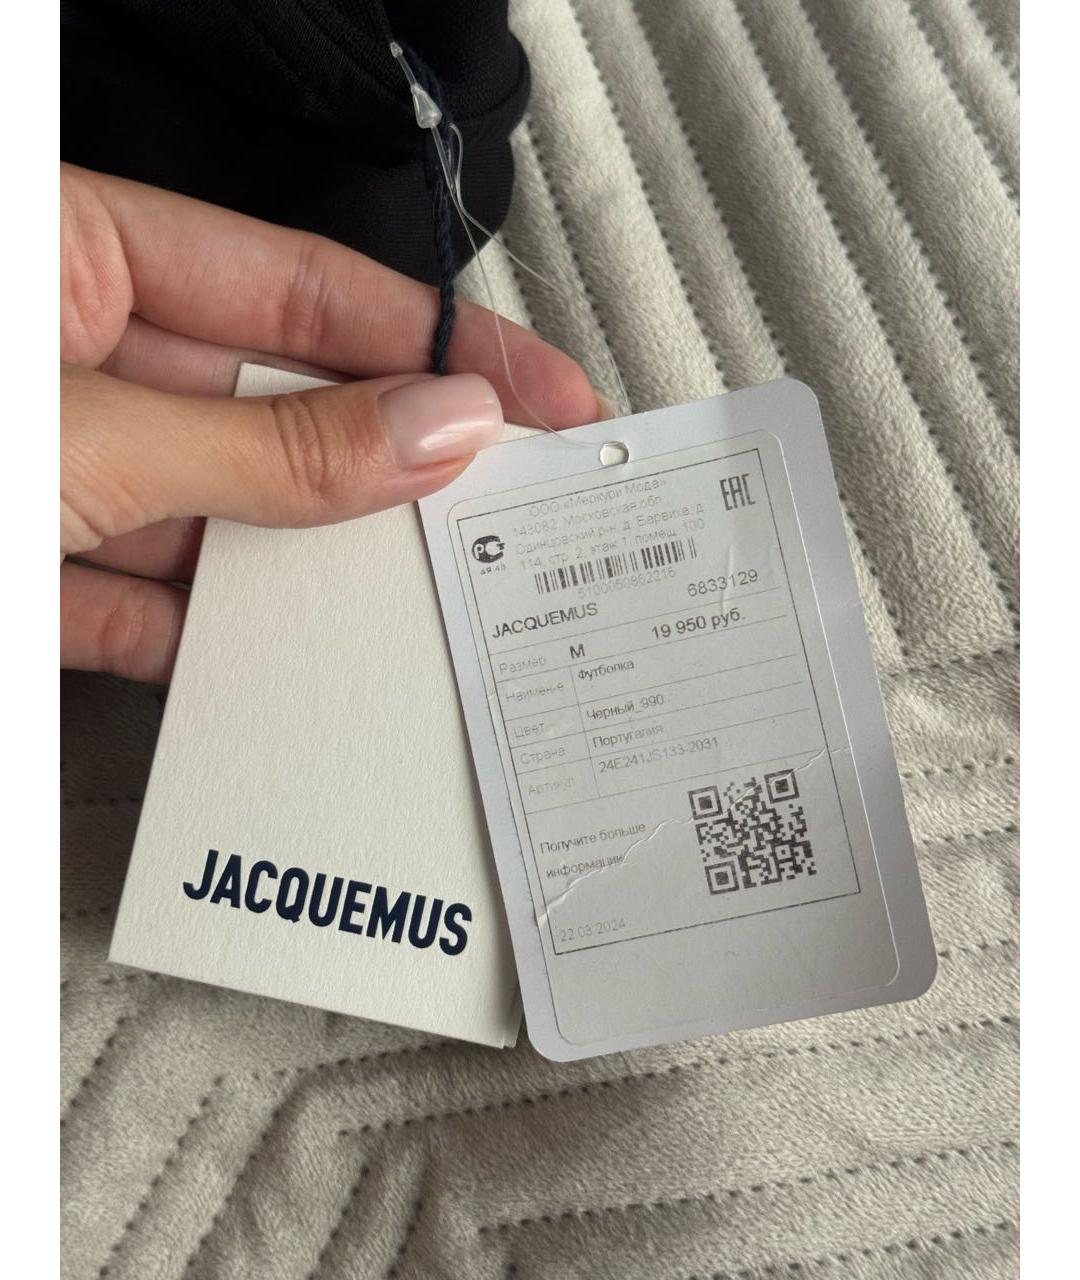 ООО «Меркури Мода»
143082, Московская обл.,
Одинцовский р-н, д. Барвиха, д.
114, стр. 2, этаж 1, помещ. 100
ЕАС
РС
5100050862216
JACQUEMUS 6833129
Размер M 19 950 руб.
Наимен-е Футболка
Цвет Черный_990
Страна Португалия
Артикул 24E241JS133-2031
Получите больше
информации
22.03.2024
JACQUEMUS